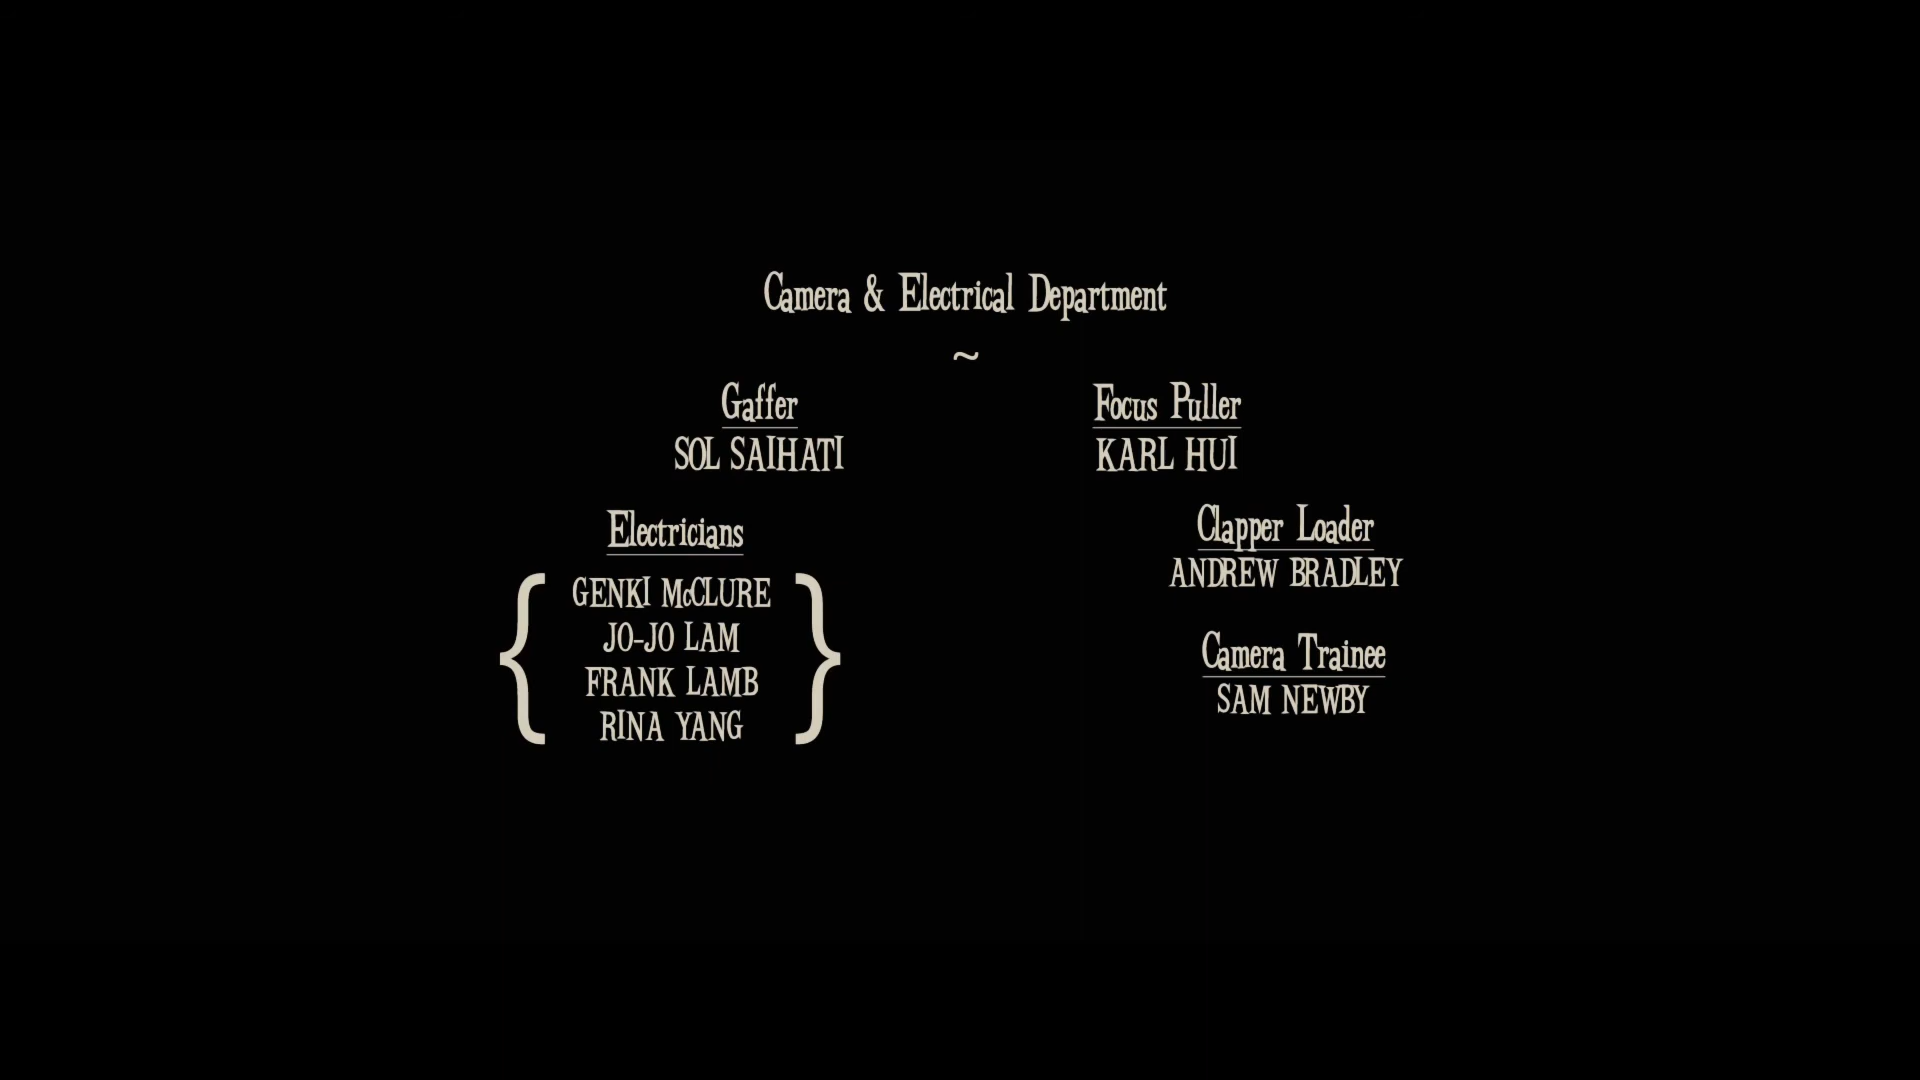 Camera & Electrical Department
~
Gaffer
SOL SAIHATI
Electricians
GENKI McCLURE
JO-JO LAM
FRANK LAMB
RINA YANG
Focus Puller
KARL HUI
Clapper Loader
ANDREW BRADLEY
Camera Trainee
SAM NEWBY